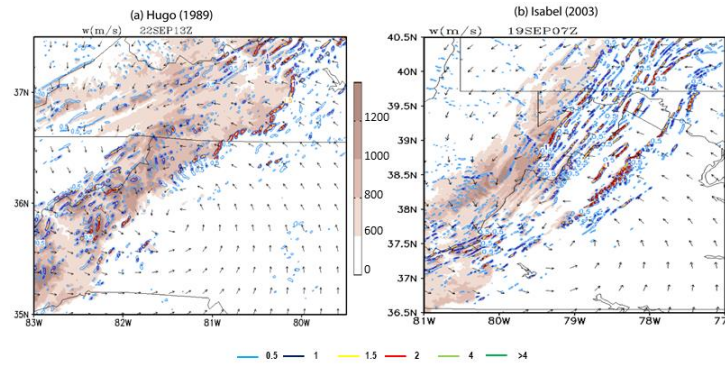 (a) Hugo (1989)
w(m/s) 22SEP13Z
37N
36N
35N
83W 82W 81W 80W
1200
1000
800
600
0
(b) Isabel (2003)
w(m/s) 19SEP07Z
40.5N
40N
39.5N
39N
38.5N
38N
37.5N
37N
36.5N
81W 80W 79W 78W 77
0.5 1 1.5 2 4 >4